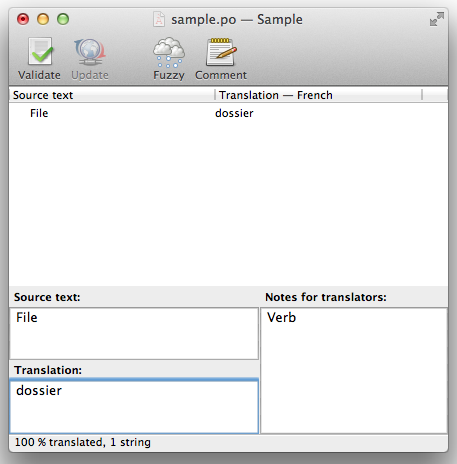 sample.po — Sample
Validate Update Fuzzy Comment
Source text Translation — French
File dossier
Source text: Notes for translators:
File Verb
Translation:
dossier
100 % translated, 1 string